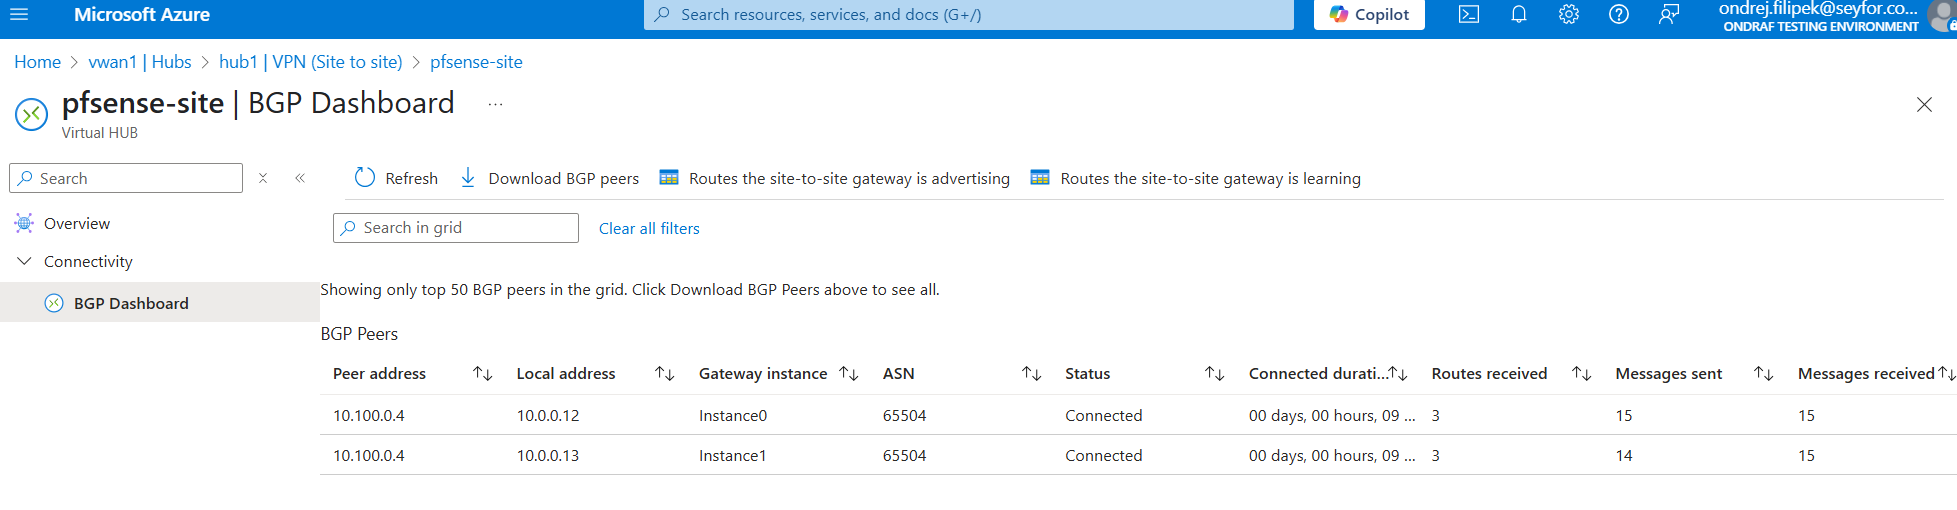 Microsoft Azure
Search resources, services, and docs (G+/)
Copilot
ondrej.filipek@seyfor.co...
ONDRAF TESTING ENVIRONMENT
Home > vwan1 | Hubs > hub1 | VPN (Site to site) > pfsense-site
pfsense-site | BGP Dashboard ...
Virtual HUB
Search
Refresh Download BGP peers Routes the site-to-site gateway is advertising Routes the site-to-site gateway is learning
Overview
Search in grid Clear all filters
Connectivity
BGP Dashboard
Showing only top 50 BGP peers in the grid. Click Download BGP Peers above to see all.
BGP Peers
Peer address Local address Gateway instance ASN Status Connected durati... Routes received Messages sent Messages received
10.100.0.4 10.0.0.12 Instance0 65504 Connected 00 days, 00 hours, 09 ... 3 15 15
10.100.0.4 10.0.0.13 Instance1 65504 Connected 00 days, 00 hours, 09 ... 3 14 15